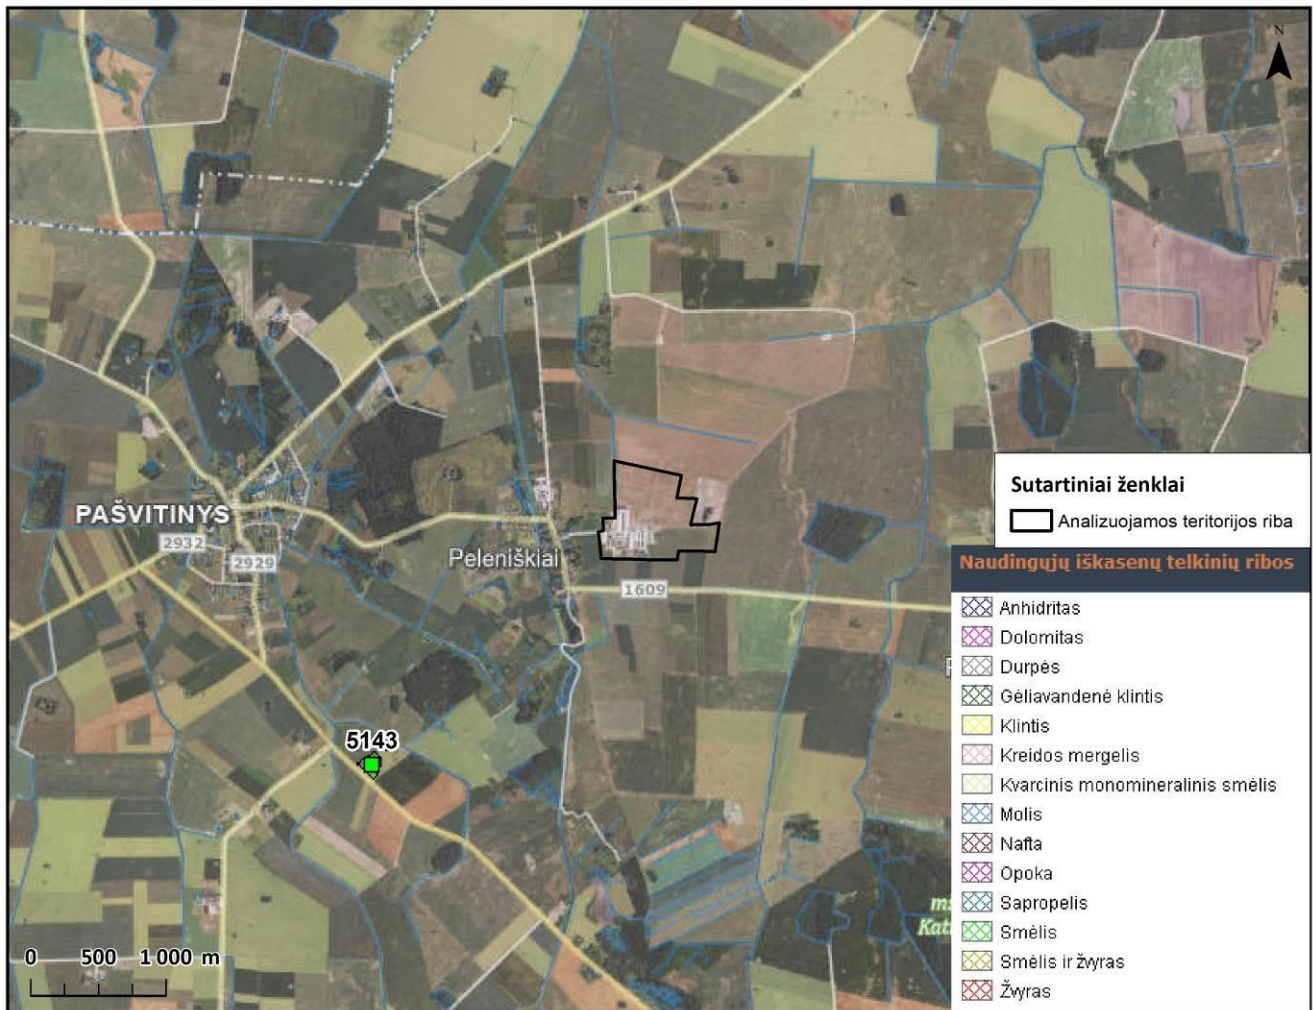 N
PAŠVITINYS
2932
2929
Peleniškiai
1609
5143
0 500 1 000 m
Sutartiniai ženklai
Analizuojamos teritorijos riba
Naudingųjų iškasenų telkinių ribos
Anhidritas
Dolomitas
Durpės
Gėliavandenė klintis
Klintis
Kreidos mergelis
Kvarcinis monomineralinis smėlis
Molis
Nafta
Opoka
Sapropelis
Smėlis
Smėlis ir žvyras
Žvyras